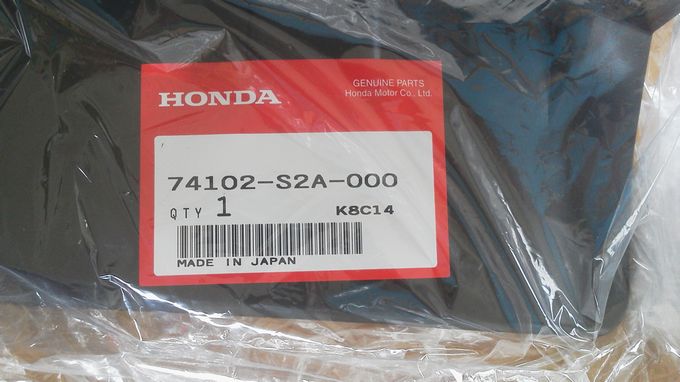 HONDA
GENUINE PARTS
Honda Motor Co., Ltd.
74102-S2A-000
QTY 1 K8C14
MADE IN JAPAN